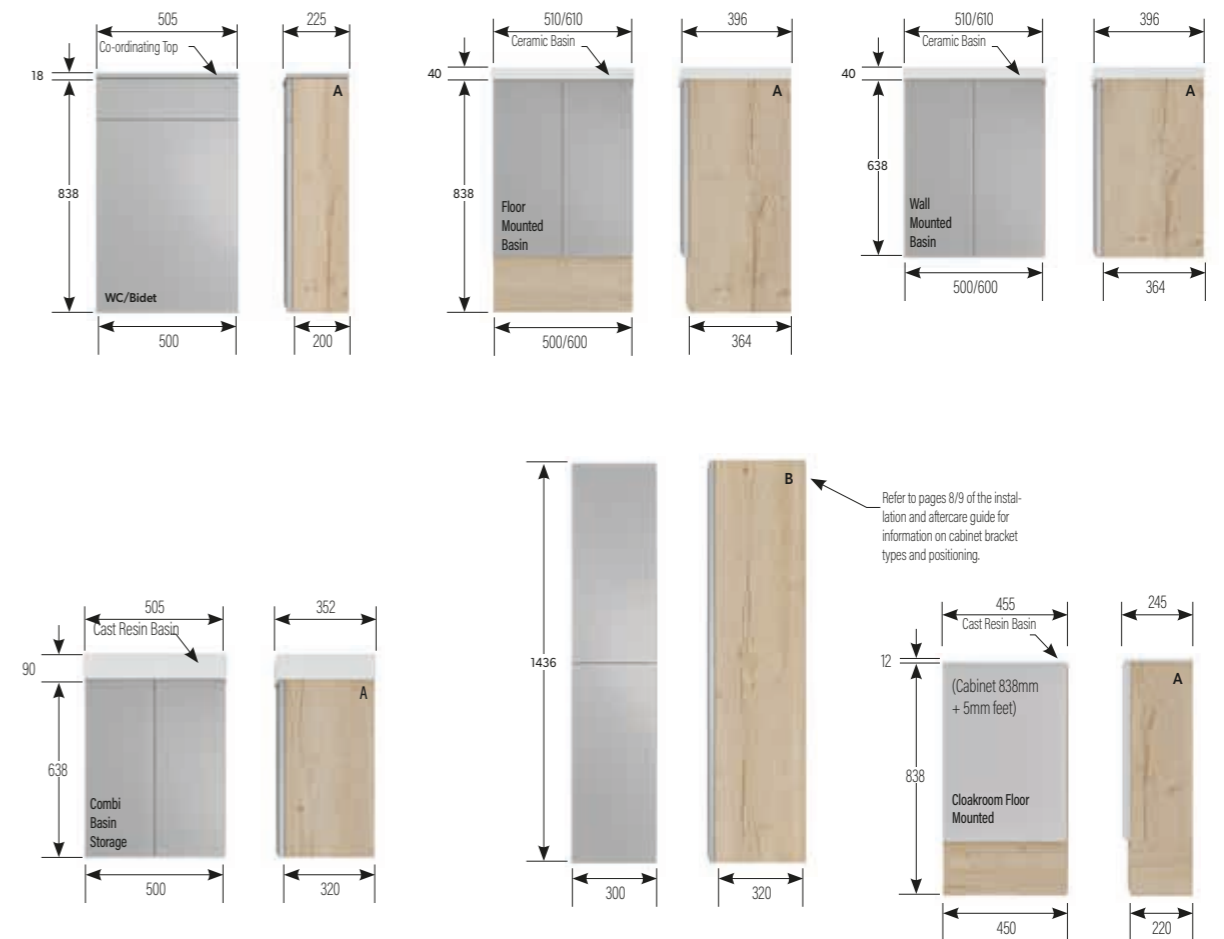 505
225
Co-ordinating Top
18
A
838
WC/Bidet
500
200
510/610
396
Ceramic Basin
40
A
838
Floor
Mounted
Basin
500/600
364
510/610
396
Ceramic Basin
40
A
638
Wall
Mounted
Basin
500/600
364
505
352
Cast Resin Basin
90
A
638
Combi
Basin
Storage
500
320
B
1436
300
320
Refer to pages 8/9 of the instal-
lation and aftercare guide for
information on cabinet bracket
types and positioning.
455
245
Cast Resin Basin
12
(Cabinet 838mm
+ 5mm feet)
A
838
Cloakroom Floor
Mounted
450
220